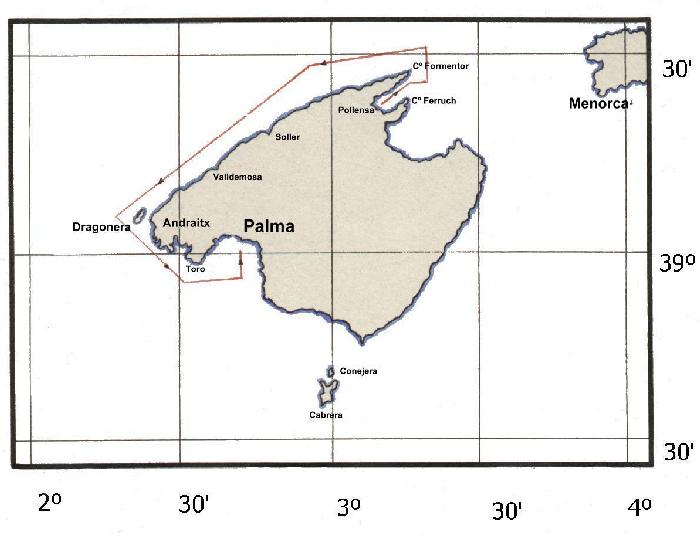 Cº Formentor
30'
Cº Ferruch
Menorca
Pollensa
Soller
Validemosa
Dragonera
Andraitx
Palma
39º
Toro
Conejera
Cabrera
30'
2º 30' 3º 30' 4º